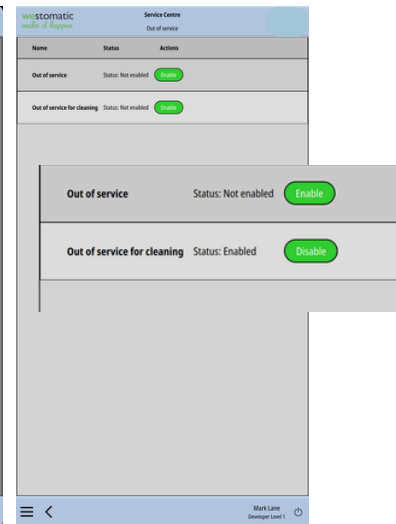 westomatic
make it happen
Service Centre
Out of service
Name Status Actions
Out of service Status: Not enabled Enable
Out of service for cleaning Status: Not enabled Enable
Out of service Status: Not enabled Enable
Out of service for cleaning Status: Enabled Disable
Mark Lane
Developer Level 1